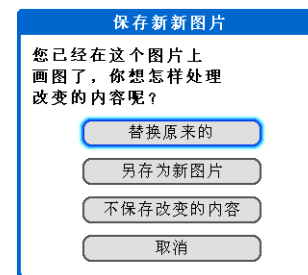 保存新新图片
您已经在这个图片上
画图了，你想怎样处理
改变的内容呢？
替换原来的
另存为新图片
不保存改变的内容
取消